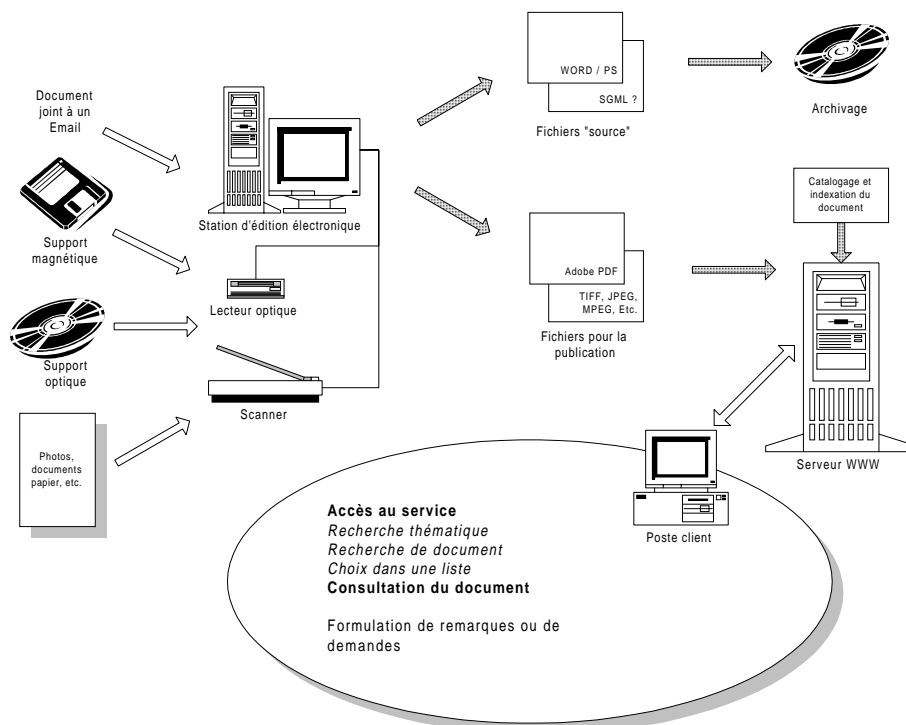 Document
joint à un
Email
Support
magnétique
Support
optique
Photos,
documents
papier, etc.
Station d'édition électronique
Lecteur optique
Scanner
WORD / PS
SGML ?
Fichiers "source"
Archivage
Adobe PDF
TIFF, JPEG,
MPEG, Etc.
Fichiers pour la
publication
Catalogage et
indexation du
document
Serveur WWW
Poste client
Accès au service
Recherche thématique
Recherche de document
Choix dans une liste
Consultation du document
Formulation de remarques ou de
demandes